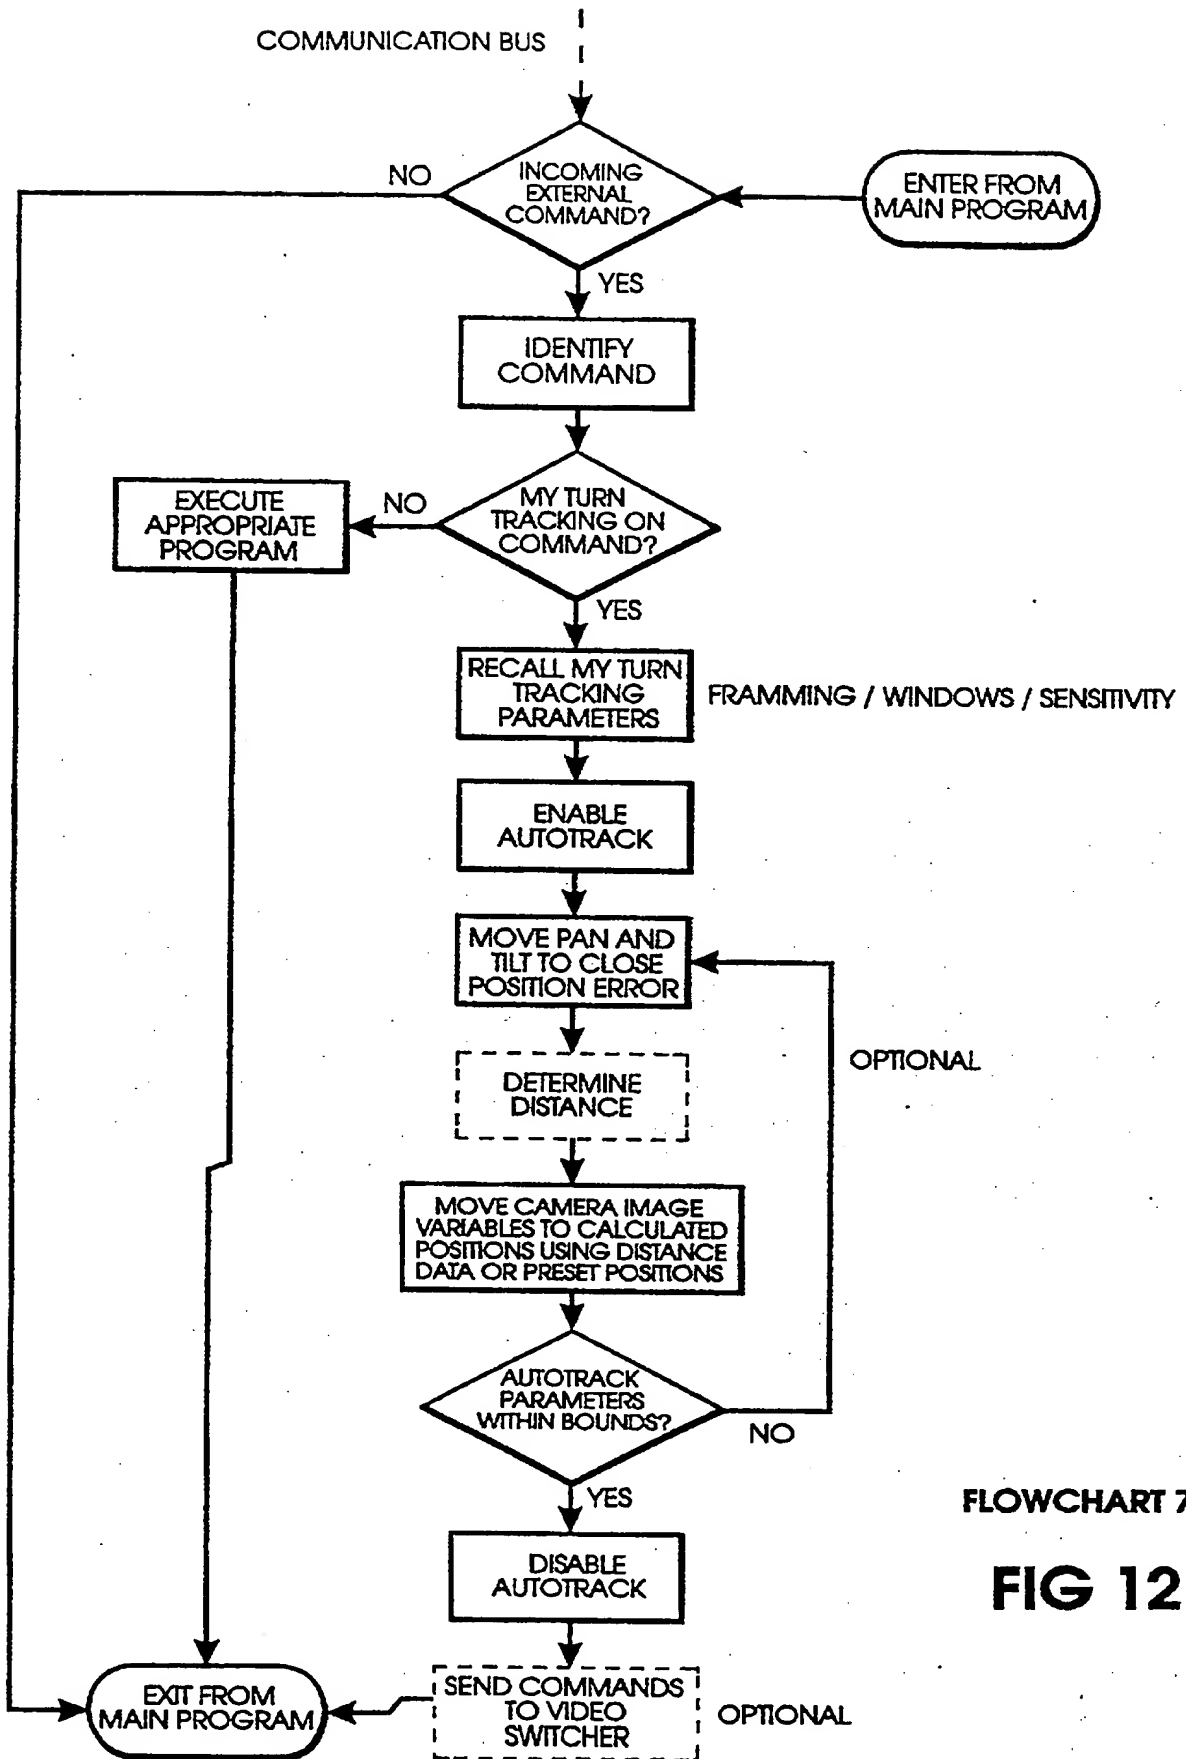 COMMUNICATION BUS
NO
INCOMING
EXTERNAL
COMMAND?
ENTER FROM
MAIN PROGRAM
YES
IDENTIFY
COMMAND
EXECUTE
APPROPRIATE
PROGRAM
NO
MY TURN
TRACKING ON
COMMAND?
YES
RECALL MY TURN
TRACKING
PARAMETERS
FRAMMING / WINDOWS / SENSITIVITY
ENABLE
AUTOTRACK
MOVE PAN AND
TILT TO CLOSE
POSITION ERROR
OPTIONAL
DETERMINE
DISTANCE
MOVE CAMERA IMAGE
VARIABLES TO CALCULATED
POSITIONS USING DISTANCE
DATA OR PRESET POSITIONS
AUTOTRACK
PARAMETERS
WITHIN BOUNDS?
NO
YES
DISABLE
AUTOTRACK
SEND COMMANDS
TO VIDEO
SWITCHER
OPTIONAL
EXIT FROM
MAIN PROGRAM
FLOWCHART 7
FIG 12